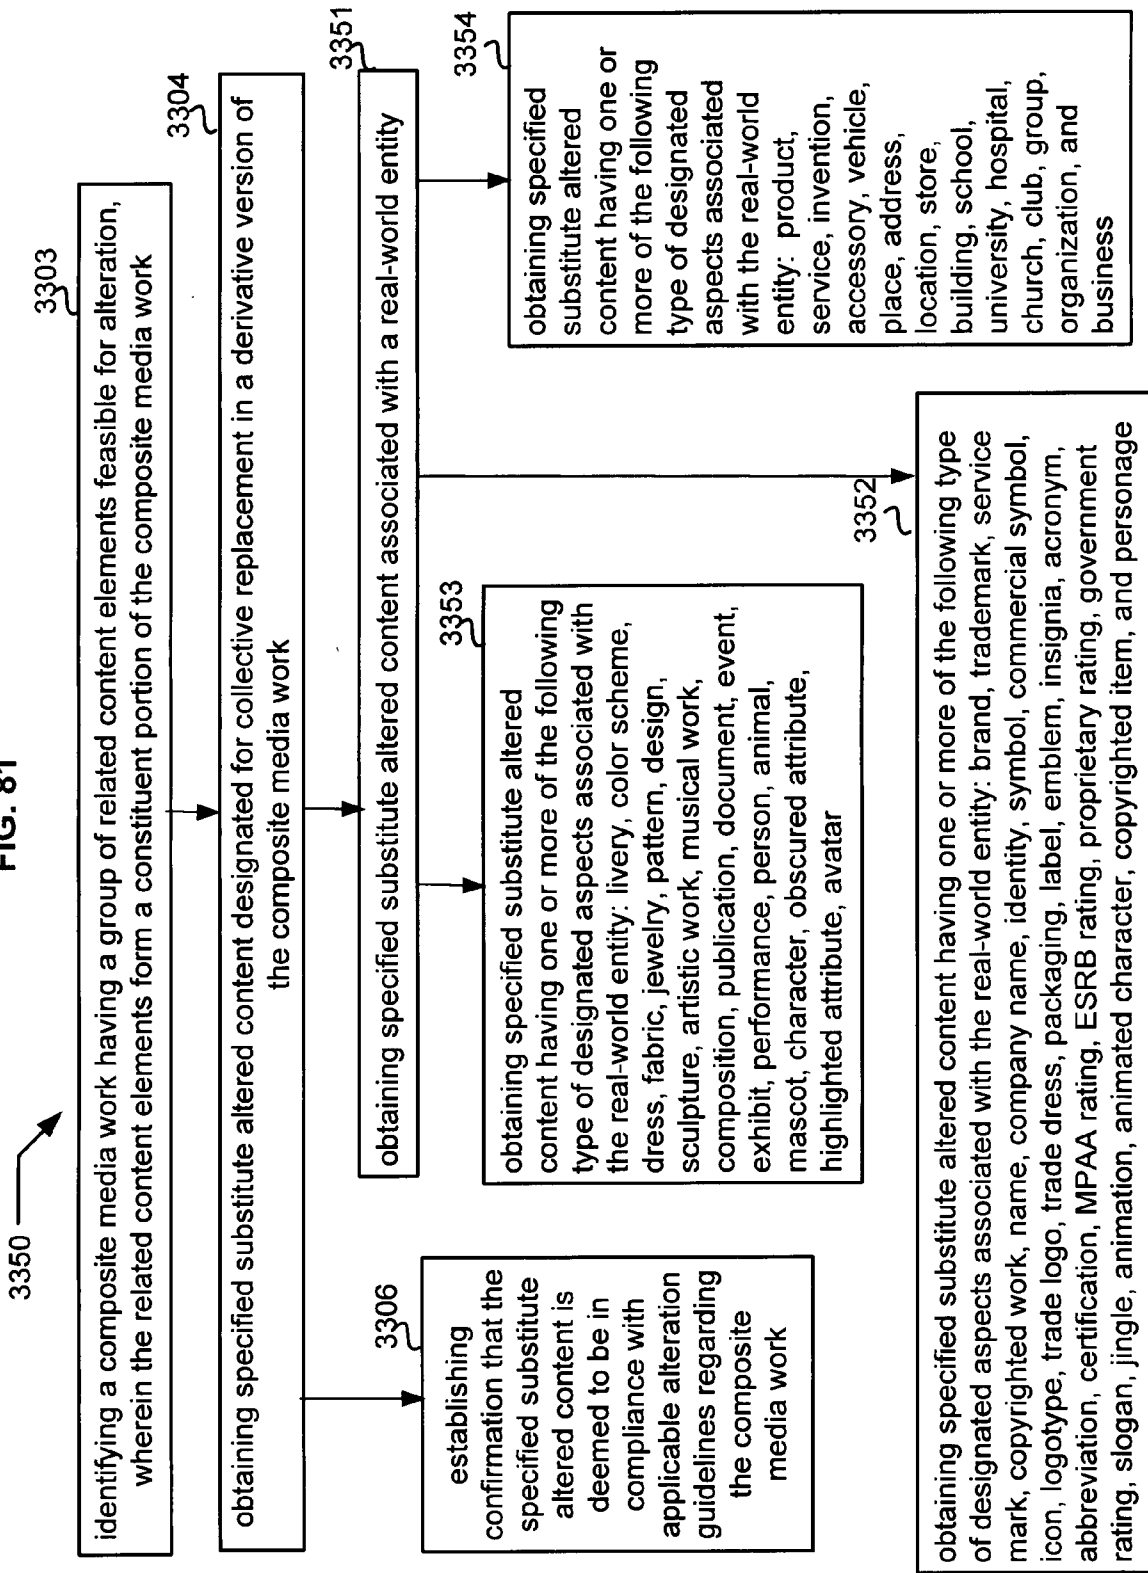 FIG. 81
3350
3303
identifying a composite media work having a group of related content elements feasible for alteration,
wherein the related content elements form a constituent portion of the composite media work
3304
obtaining specified substitute altered content designated for collective replacement in a derivative version of
the composite media work
3351
obtaining specified substitute altered content associated with a real-world entity
3306
establishing
confirmation that the
specified substitute
altered content is
deemed to be in
compliance with
applicable alteration
guidelines regarding
the composite
media work
3353
obtaining specified substitute altered
content having one or more of the following
type of designated aspects associated with
the real-world entity: livery, color scheme,
dress, fabric, jewelry, pattern, design,
sculpture, artistic work, musical work,
composition, publication, document, event,
exhibit, performance, person, animal,
mascot, character, obscured attribute,
highlighted attribute, avatar
3354
obtaining specified
substitute altered
content having one or
more of the following
type of designated
aspects associated
with the real-world
entity: product,
service, invention,
accessory, vehicle,
place, address,
location, store,
building, school,
university, hospital,
church, club, group,
organization, and
business
3352
obtaining specified substitute altered content having one or more of the following type
of designated aspects associated with the real-world entity: brand, trademark, service
mark, copyrighted work, name, company name, identity, symbol, commercial symbol,
icon, logotype, trade logo, trade dress, packaging, label, emblem, insignia, acronym,
abbreviation, certification, MPAA rating, ESRB rating, proprietary rating, government
rating, slogan, jingle, animation, animated character, copyrighted item, and personage